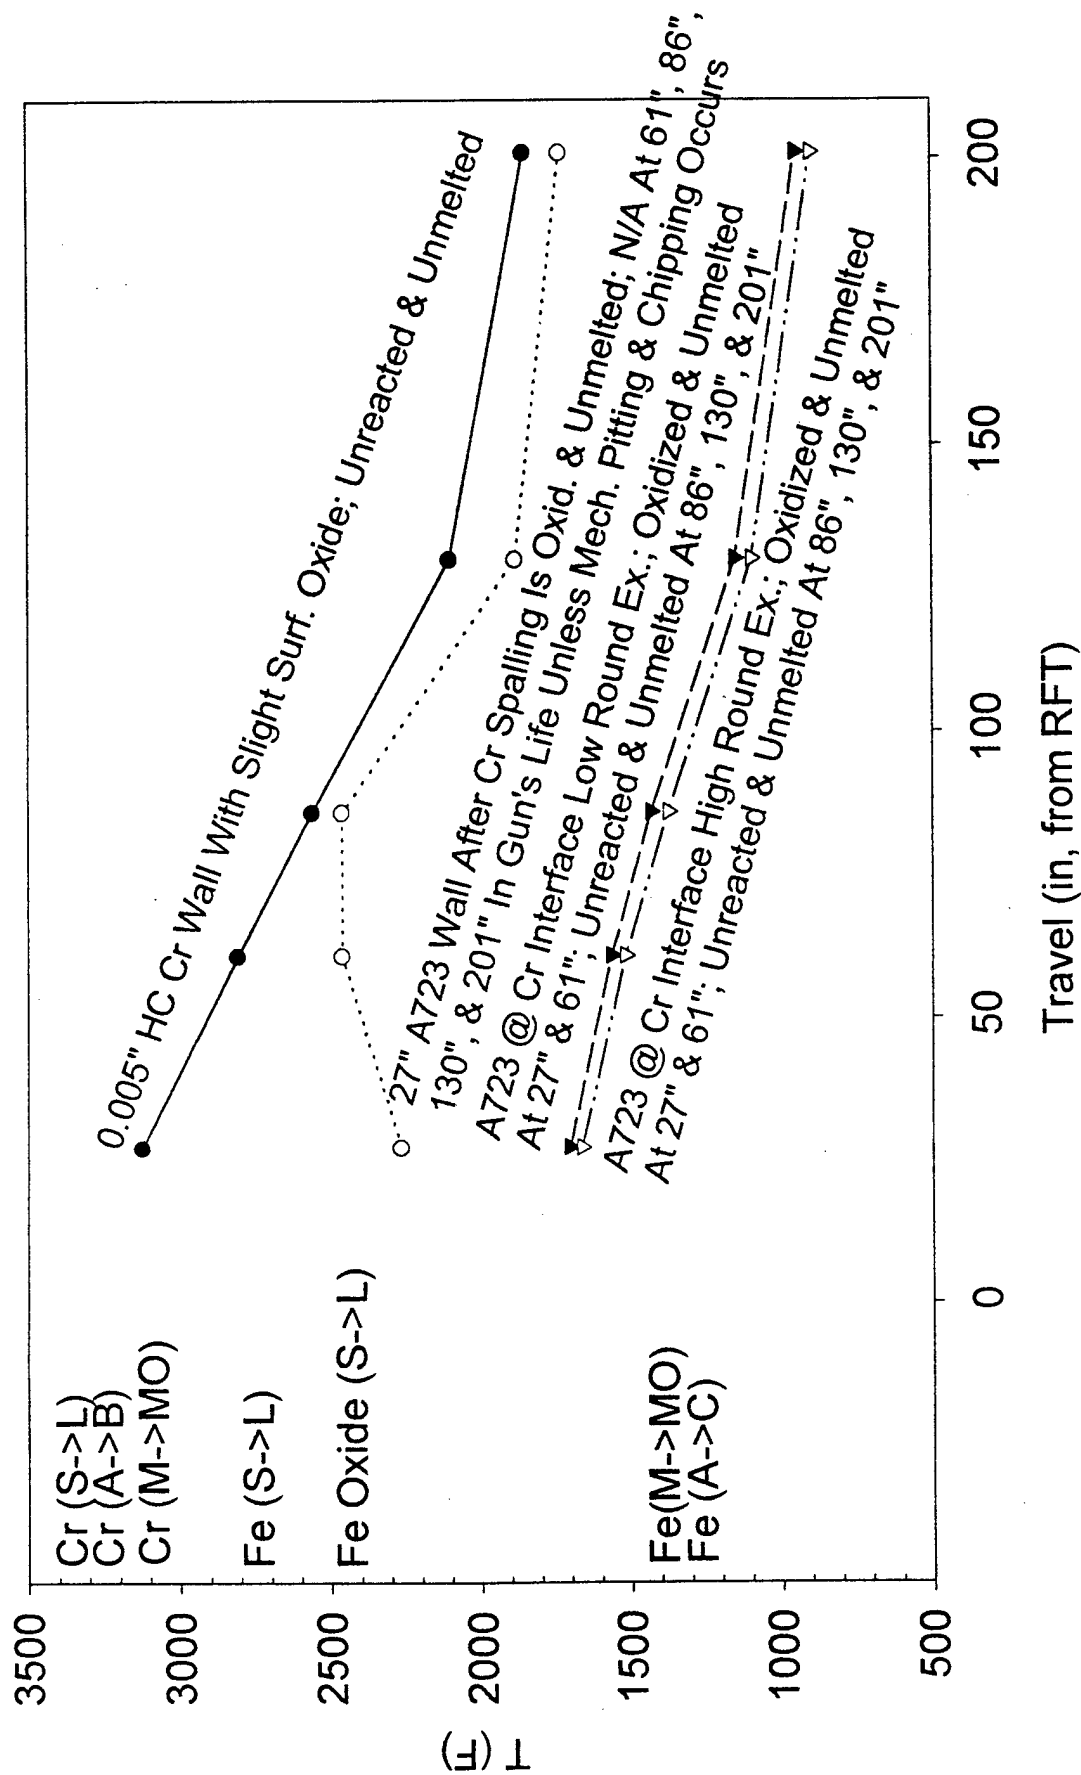 T (F)
3500
3000
2500
2000
1500
1000
500
Cr (S->L)
Cr (A->B)
Cr (M->MO)
Fe (S->L)
Fe Oxide (S->L)
Fe(M->MO)
Fe (A->C)
0.005" HC Cr Wall With Slight Surf. Oxide; Unreacted & Unmelted
27" A723 Wall After Cr Spalling Is Oxid. & Unmelted; N/A At 61", 86",
130", & 201" In Gun's Life Unless Mech. Pitting & Chipping Occurs
A723 @ Cr Interface Low Round Ex.; Oxidized & Unmelted
At 27" & 61"; Unreacted & Unmelted At 86", 130", & 201"
A723 @ Cr Interface High Round Ex.; Oxidized & Unmelted
At 27" & 61"; Unreacted & Unmelted At 86", 130", & 201"
0
50
100
150
200
Travel (in, from RFT)